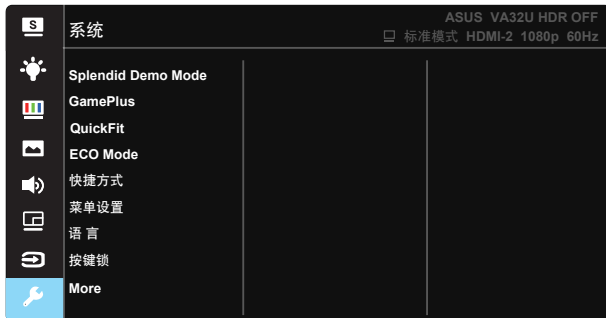 S
系统
ASUS VA32U HDR OFF
标准模式 HDMI-2 1080p 60Hz
Splendid Demo Mode
GamePlus
QuickFit
ECO Mode
快捷方式
菜单设置
语 言
按键锁
More